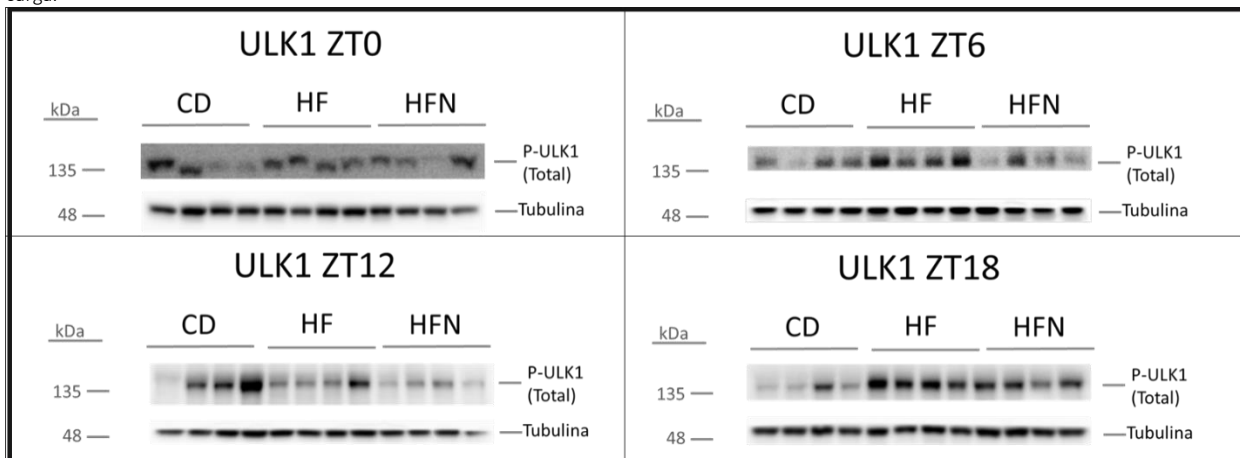 ULK1 ZT0
kDa
CD HF HFN
135
P-ULK1
(Total)
48
Tubulina
ULK1 ZT6
kDa
CD HF HFN
135
P-ULK1
(Total)
48
Tubulina
ULK1 ZT12
kDa
CD HF HFN
135
P-ULK1
(Total)
48
Tubulina
ULK1 ZT18
kDa
CD HF HFN
135
P-ULK1
(Total)
48
Tubulina